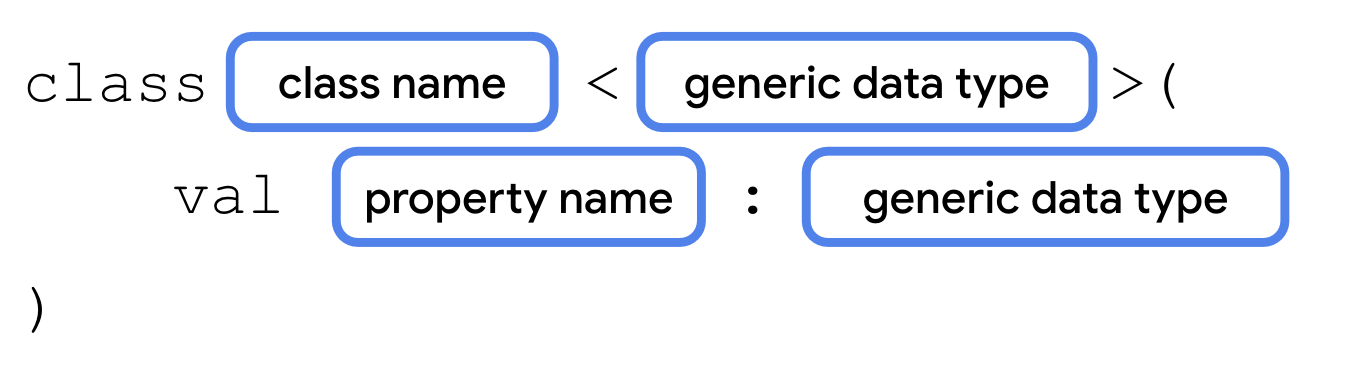 class class name < generic data type >(
val property name : generic data type
)